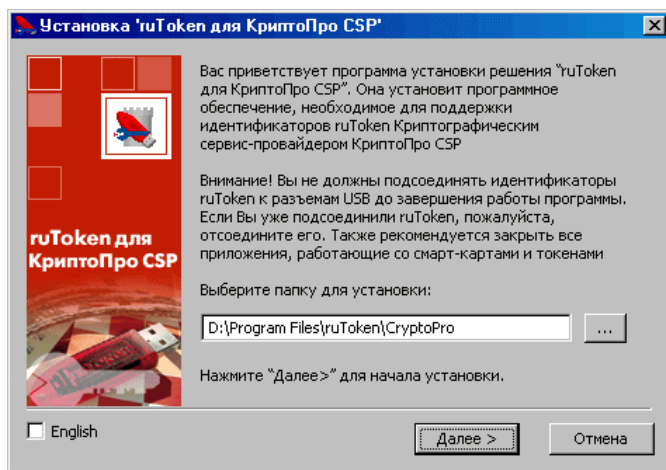 Установка 'ruToken для КриптоПро CSP'
Вас приветствует программа установки решения "ruToken
для КриптоПро CSP". Она установит программное
обеспечение, необходимое для поддержки
идентификаторов ruToken Криптографическим
сервис-провайдером КриптоПро CSP
Внимание! Вы не должны подсоединять идентификаторы
ruToken к разъемам USB до завершения работы программы.
Если Вы уже подсоединили ruToken, пожалуйста,
отсоедините его. Также рекомендуется закрыть все
приложения, работающие со смарт-картами и токенами
ruToken для
КриптоПро CSP
Выберите папку для установки:
D:\Program Files\ruToken\CryptoPro
...
Нажмите "Далее>" для начала установки.
English
Далее >
Отмена